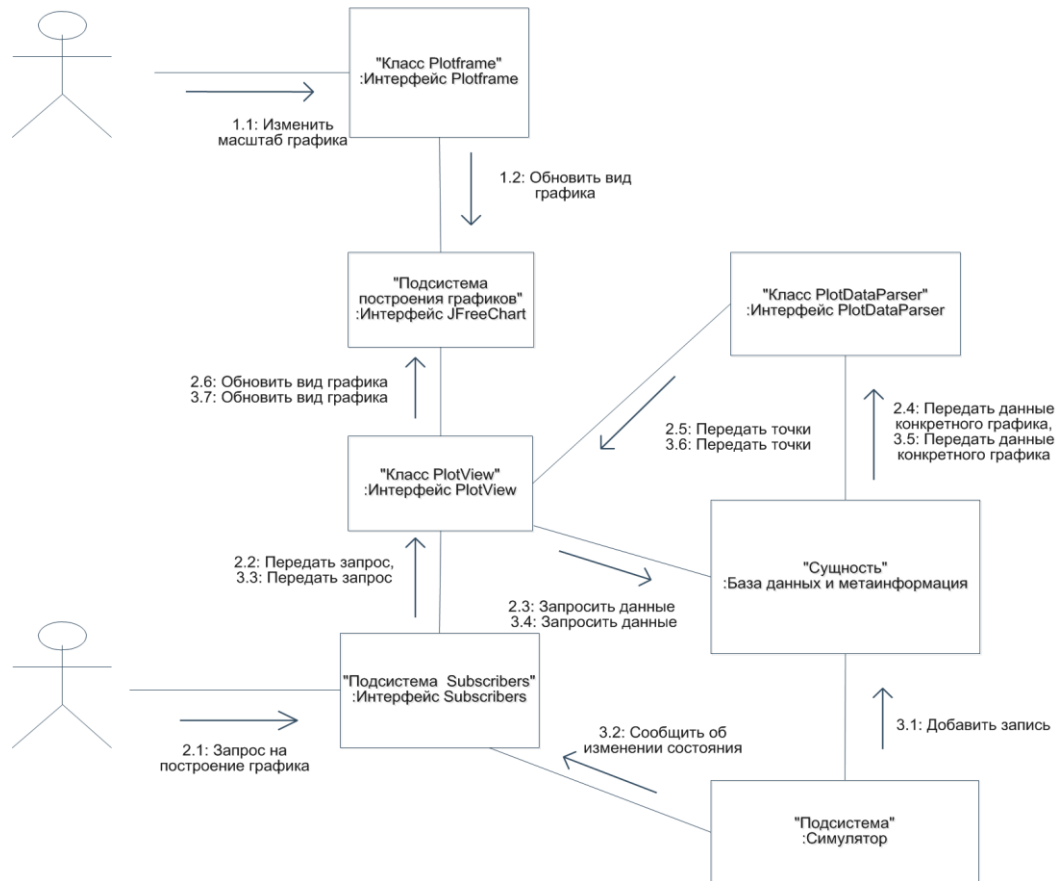 "Класс Plotframe"
:Интерфейс Plotframe
1.1: Изменить
масштаб графика
1.2: Обновить вид
графика
"Подсистема
построения графиков"
:Интерфейс JFreeChart
"Класс PlotDataParser"
:Интерфейс PlotDataParser
2.6: Обновить вид графика
3.7: Обновить вид графика
2.5: Передать точки
3.6: Передать точки
2.4: Передать данные
конкретного графика,
3.5: Передать данные
конкретного графика
"Класс PlotView"
:Интерфейс PlotView
2.2: Передать запрос,
3.3: Передать запрос
2.3: Запросить данные
3.4: Запросить данные
"Сущность"
:База данных и метаинформация
"Подсистема Subscribers"
:Интерфейс Subscribers
2.1: Запрос на
построение графика
3.2: Сообщить об
изменении состояния
3.1: Добавить запись
"Подсистема"
:Симулятор